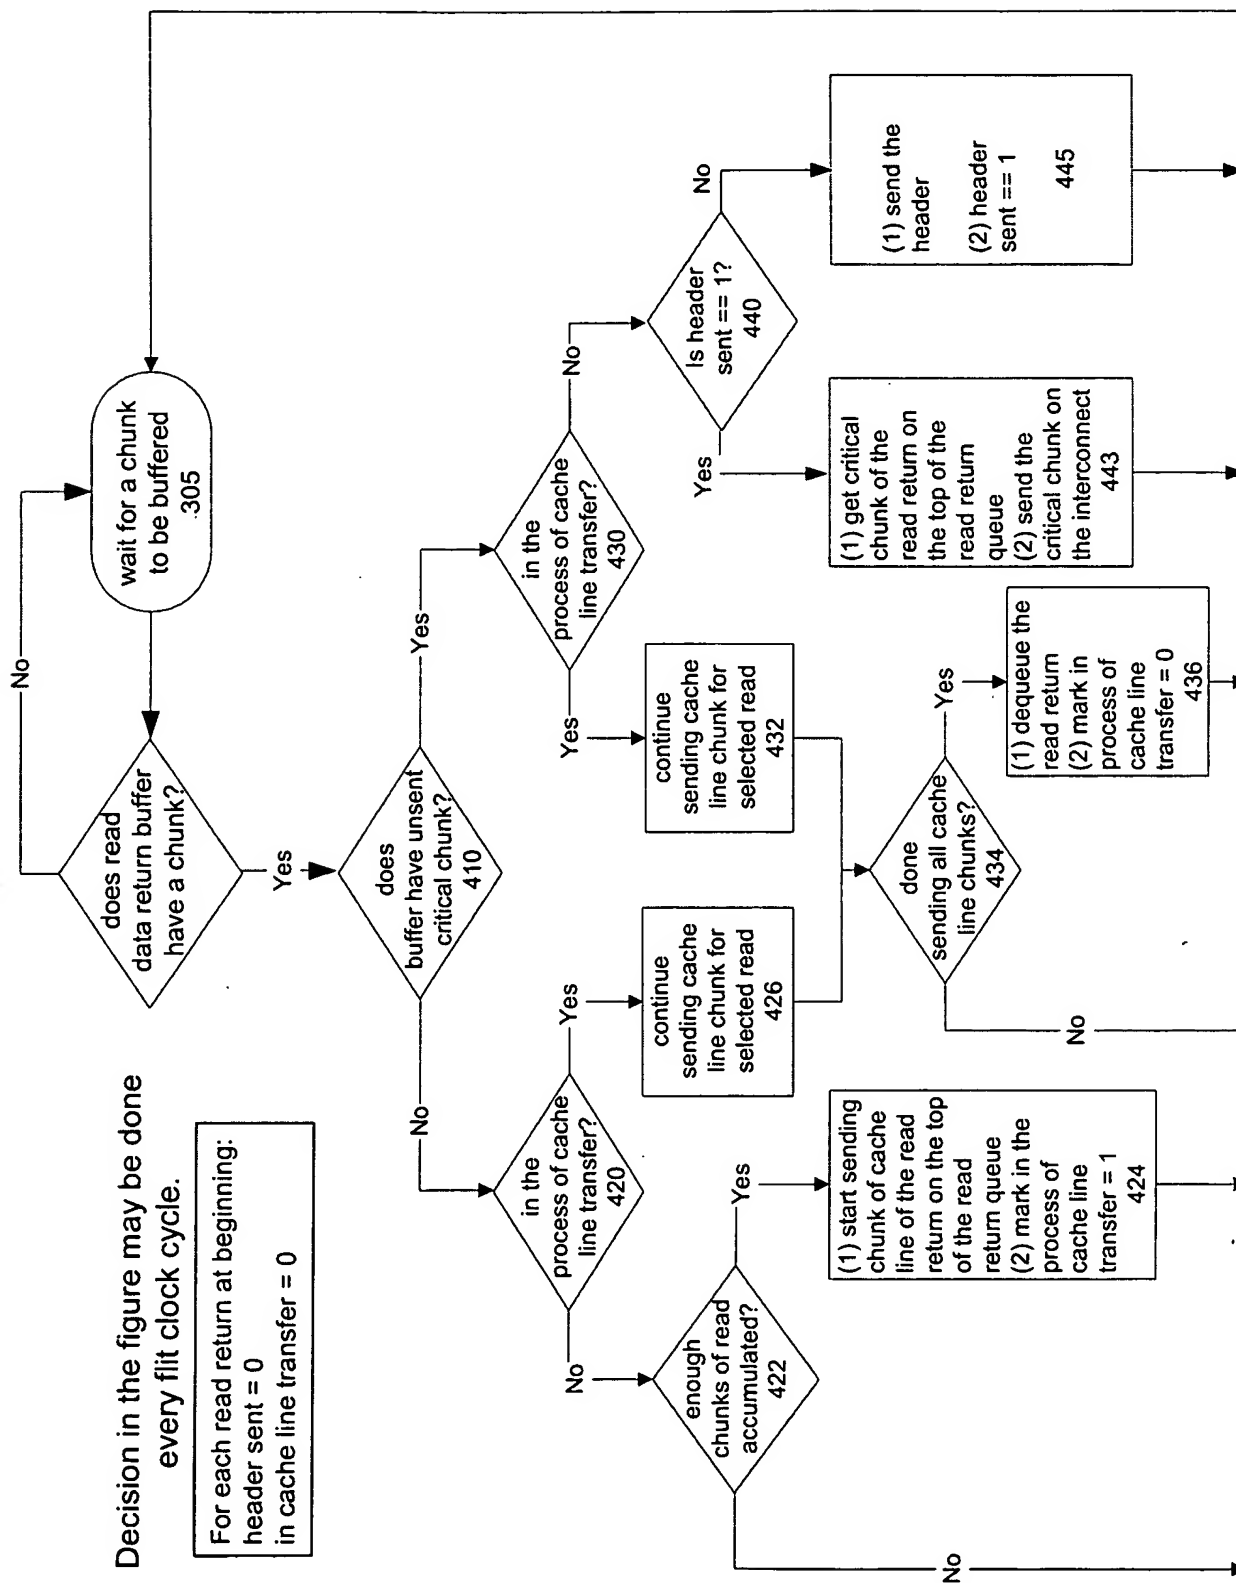 Decision in the figure may be done
every flit clock cycle.
For each read return at beginning:
header sent = 0
in cache line transfer = 0
No
wait for a chunk
to be buffered
305
does read
data return buffer
have a chunk?
Yes
does
buffer have unsent
critical chunk?
410
No
Yes
in the
process of cache
line transfer?
420
in the
process of cache
line transfer?
430
No
Yes
Yes
No
enough
chunks of read
accumulated?
422
continue
sending cache
line chunk for
selected read
426
continue
sending cache
line chunk for
selected read
432
Is header
sent == 1?
440
No
Yes
Yes
No
(1) start sending
chunk of cache
line of the read
return on the top
of the read
return queue
(2) mark in the
process of
cache line
transfer = 1
424
done
sending all cache
line chunks?
434
No
Yes
(1) dequeue the
read return
(2) mark in
process of
cache line
transfer = 0
436
(1) get critical
chunk of the
read return on
the top of the
read return
queue
(2) send the
critical chunk on
the interconnect
443
(1) send the
header
(2) header
sent == 1
445